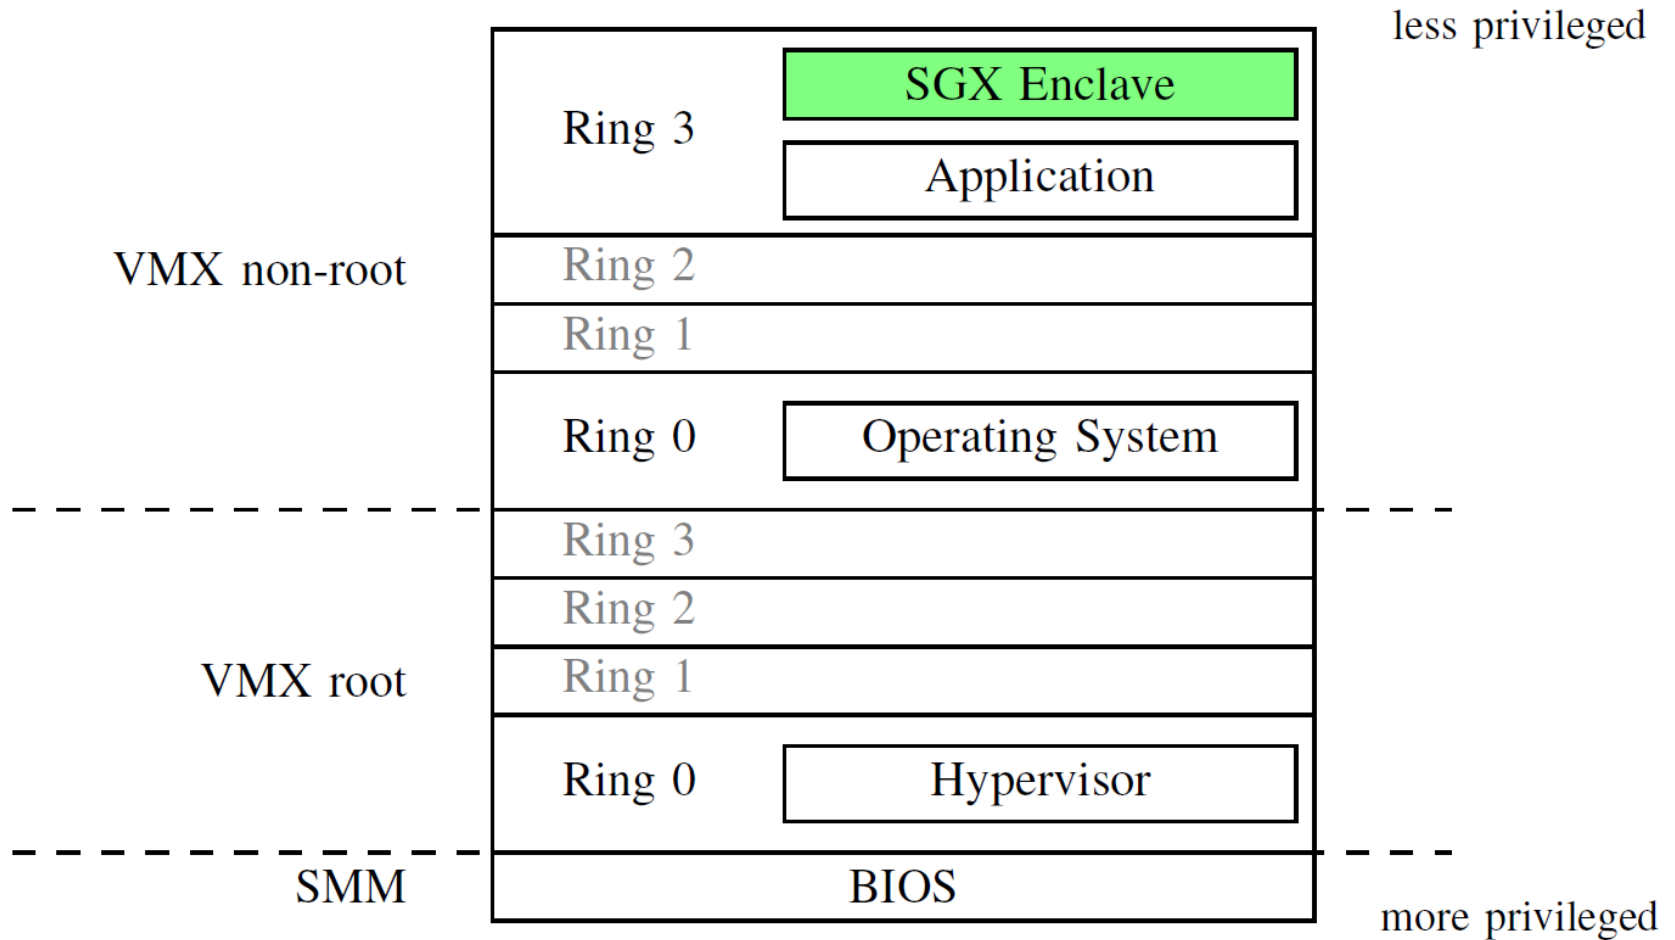 less privileged
SGX Enclave
Ring 3
Application
Ring 2
VMX non-root
Ring 1
Ring 0
Operating System
Ring 3
Ring 2
VMX root
Ring 1
Ring 0
Hypervisor
SMM
BIOS
more privileged